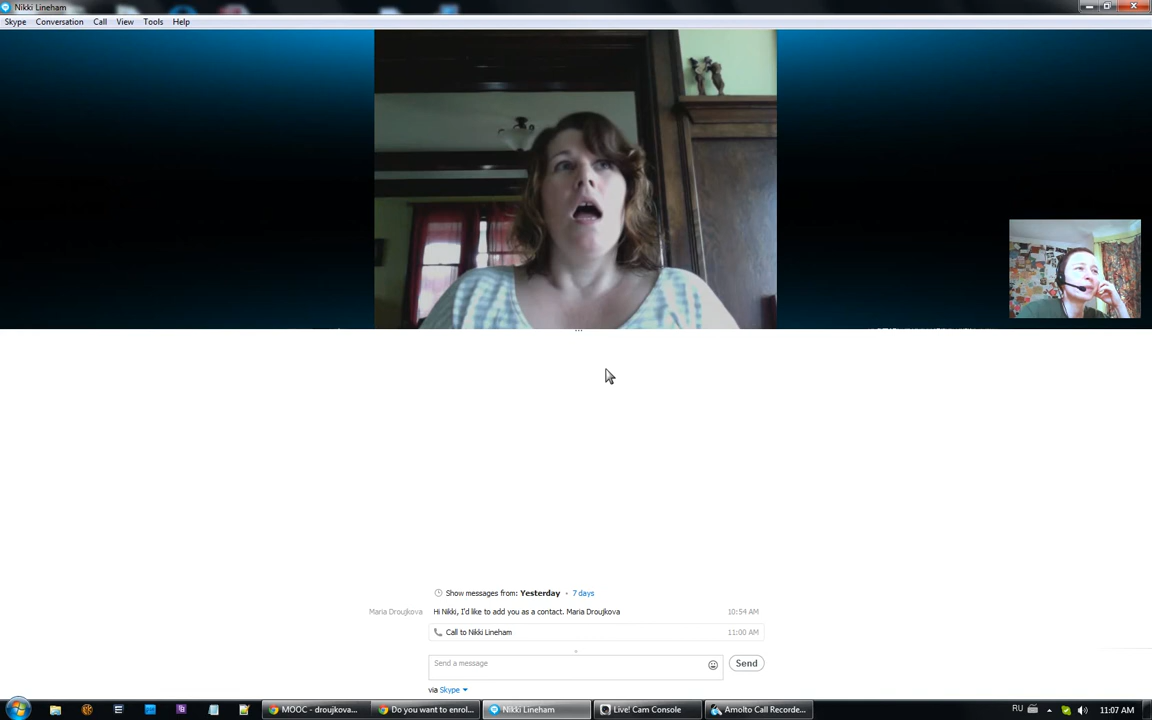 Nikki Lineham
Skype Conversation Call View Tools Help
Show messages from: Yesterday • 7 days
Maria Droujkova Hi Nikki, I'd like to add you as a contact. Maria Droujkova 10:54 AM
Call to Nikki Lineham 11:00 AM
Send a message Send
via Skype
MOOC - droujkova... Do you want to enrol... Nikki Lineham Live! Cam Console Amolto Call Recorde... RU 11:07 AM